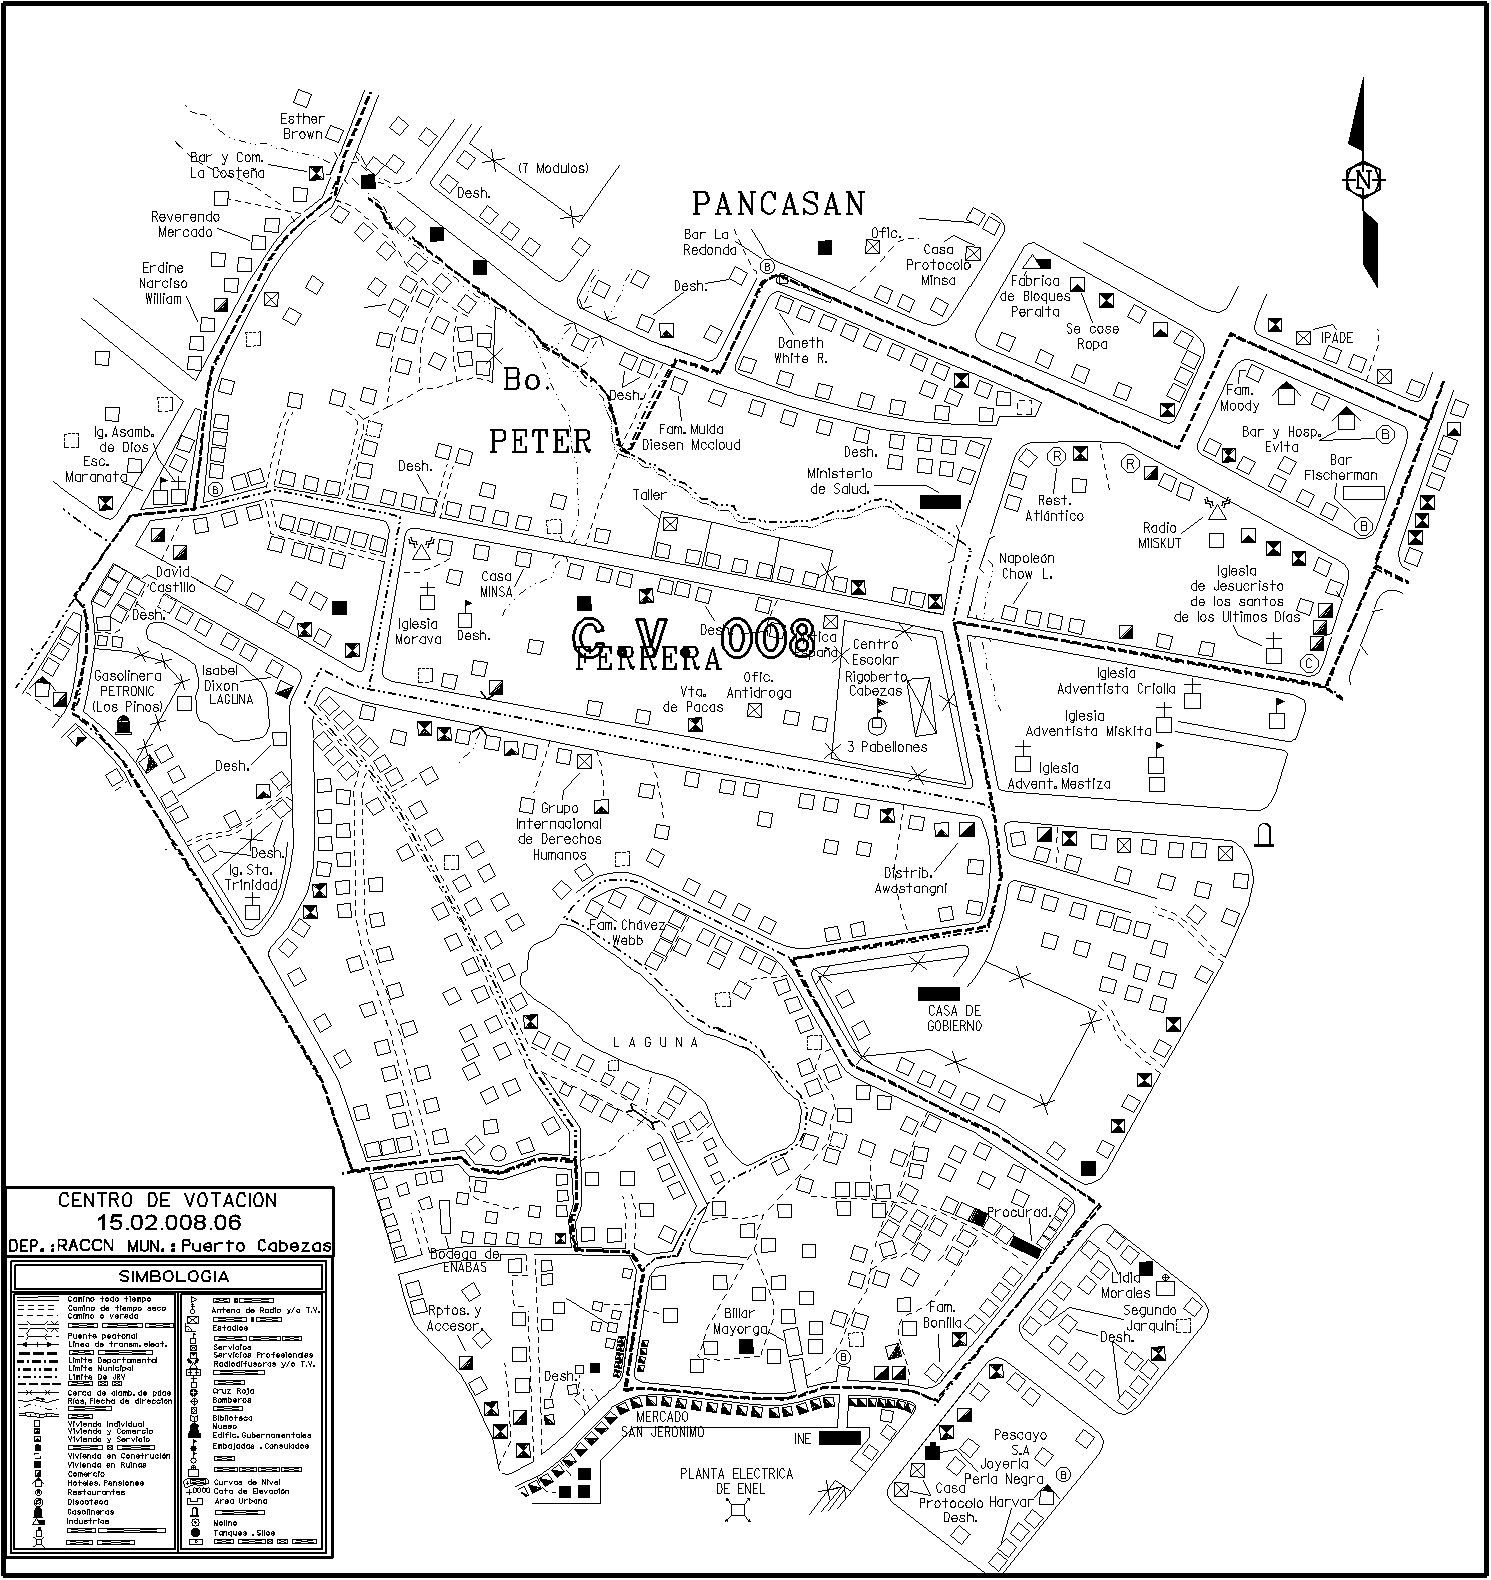 Esther
Brown
Bar y Com.
La Costeña
(7 Modulos)
Desh.
PANCASAN
Reverendo
Mercado
Bar La
Redonda
B
Ofic.
Casa
Protocolo
Minsa
N
Erdine
Narciso
William
Desh.
Fabrica
de Bloques
Peralta
Se cose
Ropa
IPADE
Daneth
White R.
Bo.
Desh.
Fam.
Moody
Fam. Mulda
Diesen Mccloud
Ig. Asamb.
de Dios
Esc.
Maranata
PETER
Desh.
Desh.
Bar y Hosp.
Evita
B
Bar
Fischerman
Ministerio
de Salud.
R
R
Rest.
Atlántico
B
Taller
B
Radio
MISKUT
David
Castillo
Casa
MINSA
Napoleón
Chow L.
Iglesia
de Jesucristo
de los santos
de los Ultimos Días
Desh.
Iglesia
Morava
Desh.
C.V. 008
FERRERA
Centro
Escolar
Rigoberto
Cabezas
3 Pabellones
C
Gasolinera
PETRONIC
(Los Pinos)
Isabel
Dixon
LAGUNA
Vta.
de Pacas
Ofic.
Antidroga
Iglesia
Adventista Criolla
Iglesia
Adventista Miskita
Iglesia
Advent. Mestiza
Desh.
Grupo
Internacional
de Derechos
Humanos
Desh.
Ig. Sta.
Trinidad
Distrib.
Awastangni
Fam. Chávez
Webb
CASA DE
GOBIERNO
LAGUNA
Procurad.
CENTRO DE VOTACION
15.02.008.06
DEP.:RACCN MUN.:Puerto Cabezas
Bodega de
ENABAS
Rptos. y
Accesor.
Billar
Mayorga
Fam.
Bonilla
Lidia
Morales
Segundo
Jarquin
Desh.
B
Desh.
MERCADO
SAN JERONIMO
INE
PLANTA ELECTRICA
DE ENEL
Pescayo
S.A
Joyería
Perla Negra
B
Casa
Protocolo
Desh.
Harvar
SIMBOLOGIA
Camino todo tiempo
Camino de tiempo seco
Camino o vereda
Puente peatonal
Linea de transm. elect.
Limite Departamental
Limite Municipal
Limite De JRV
Cerca de alamb. de púas
Rios, Flecha de dirección
Vivienda Individual
Vivienda y Comercio
Vivienda y Servicio
Vivienda en Construción
Vivienda en Ruinas
Comercio
Hoteles. Pensiones
Restaurantes
Discoteca
Gasolineras
Industrias
Antena de Radio y/o T.V.
Estadios
Servicios
Servicios Profesionales
Radiodifusoras y/o T.V.
Cruz Roja
Bomberos
Biblioteca
Museo
Edific. Gubernamentales
Embajadas . Consulados
Curvas de Nivel
Cota de Elevación
Area Urbana
Molino
Tanques . Silos